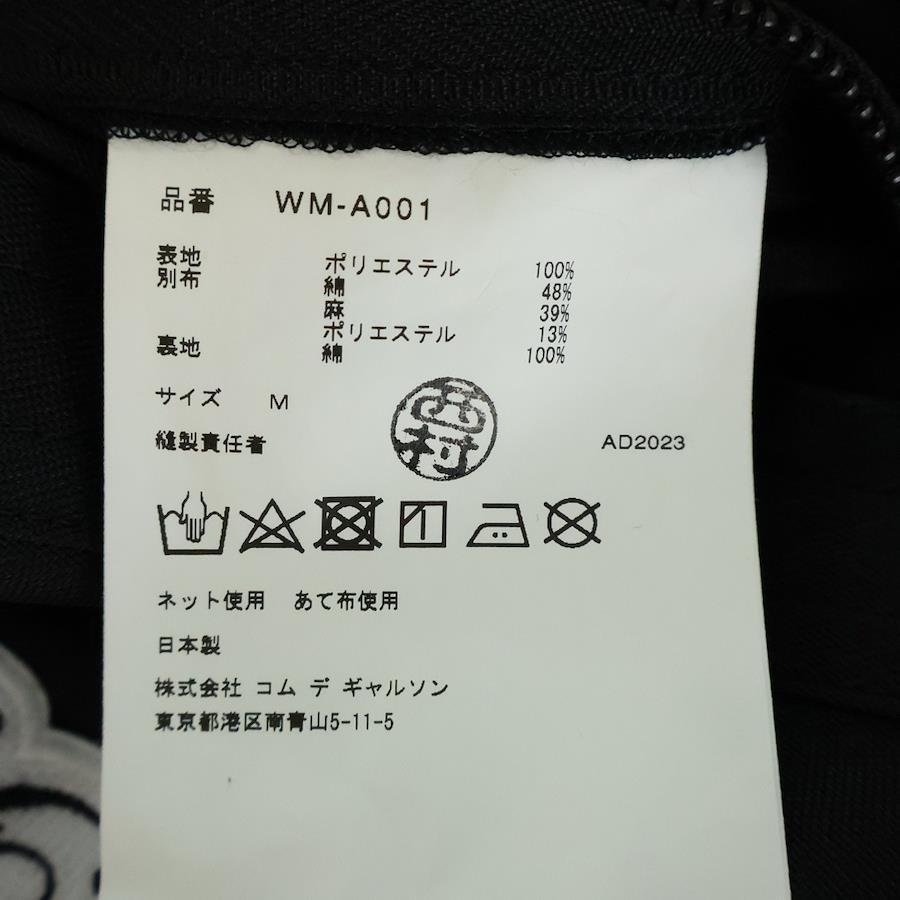 品番 WM-A001
表地 ポリエステル 100%
別布 綿 48%
麻 39%
ポリエステル 13%
裏地 綿 100%
サイズ M
縫製責任者 西村 AD2023
ネット使用 あて布使用
日本製
株式会社 コム デ ギャルソン
東京都港区南青山5-11-5